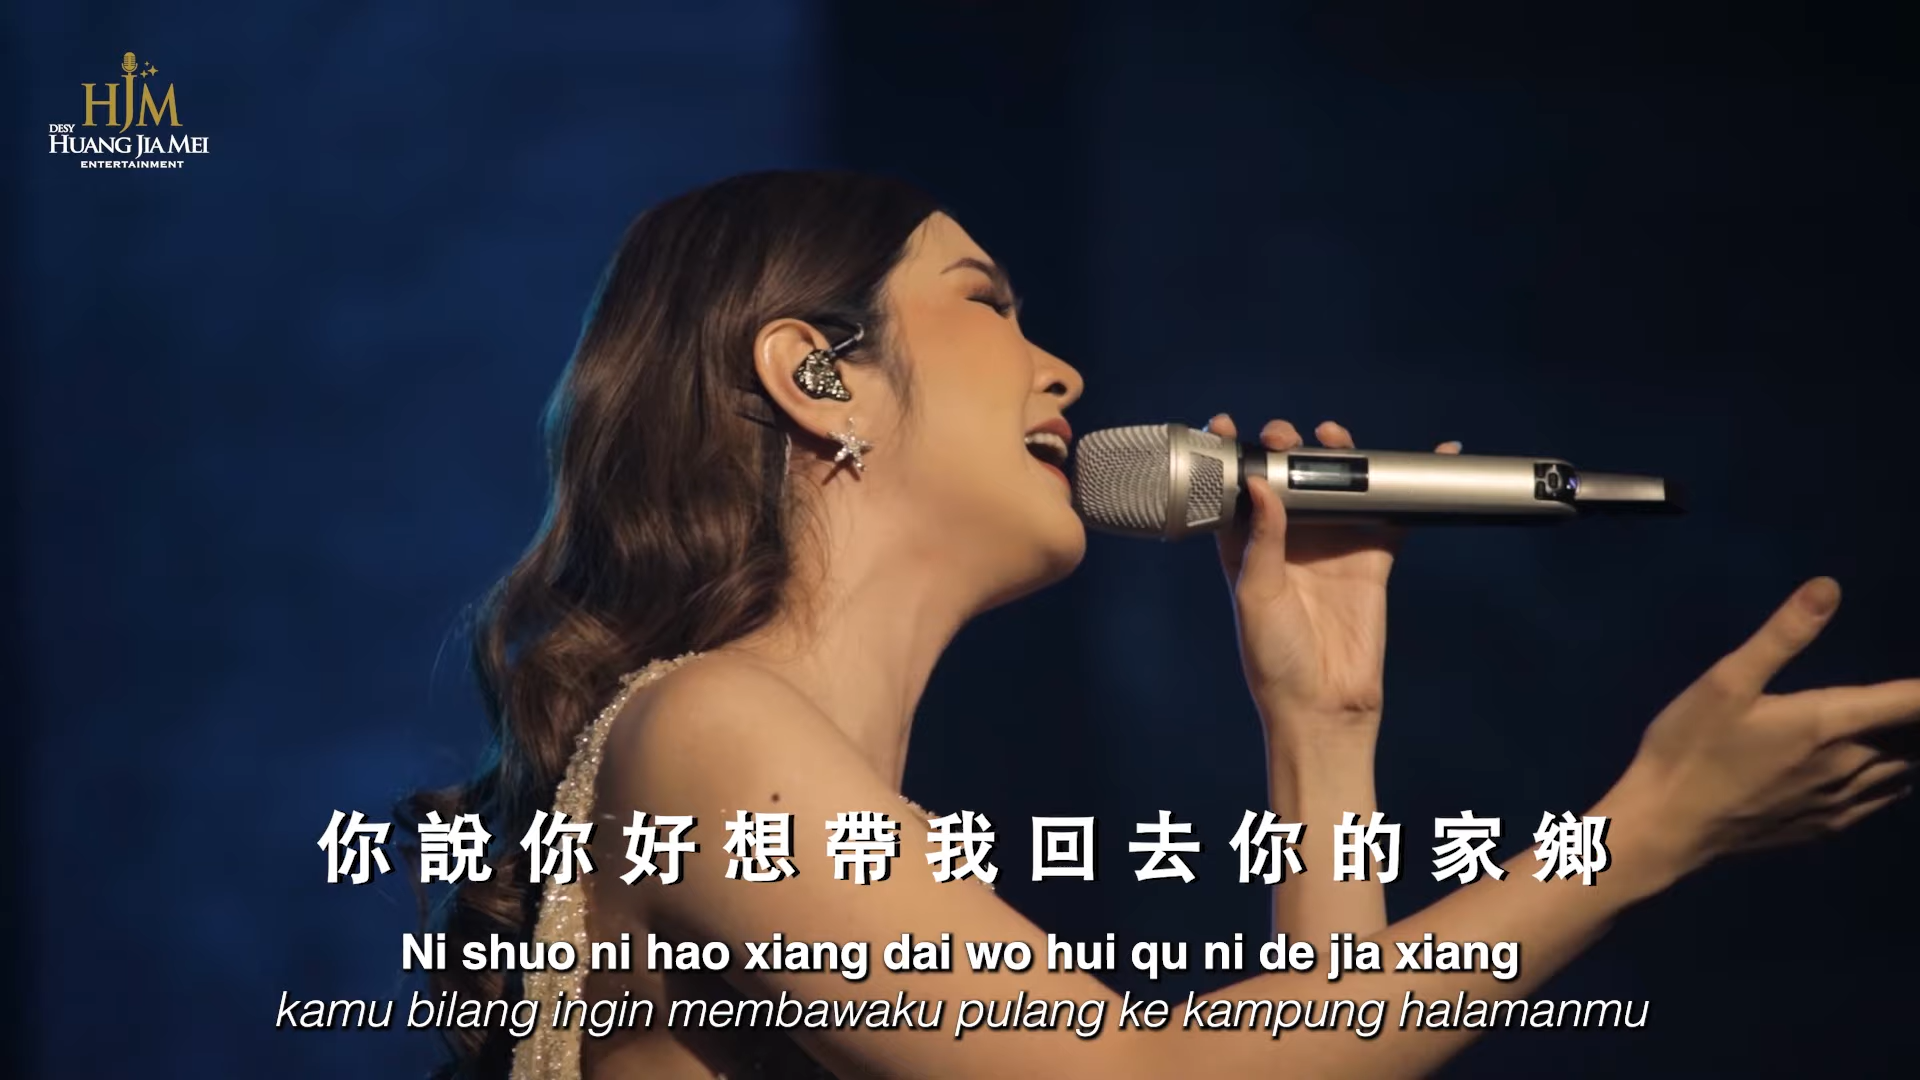 HJM
DESY
HUANG JIA MEI
ENTERTAINMENT
你說你好想帶我回去你的家鄉
Ni shuo ni hao xiang dai wo hui qu ni de jia xiang
kamu bilang ingin membawaku pulang ke kampung halamanmu